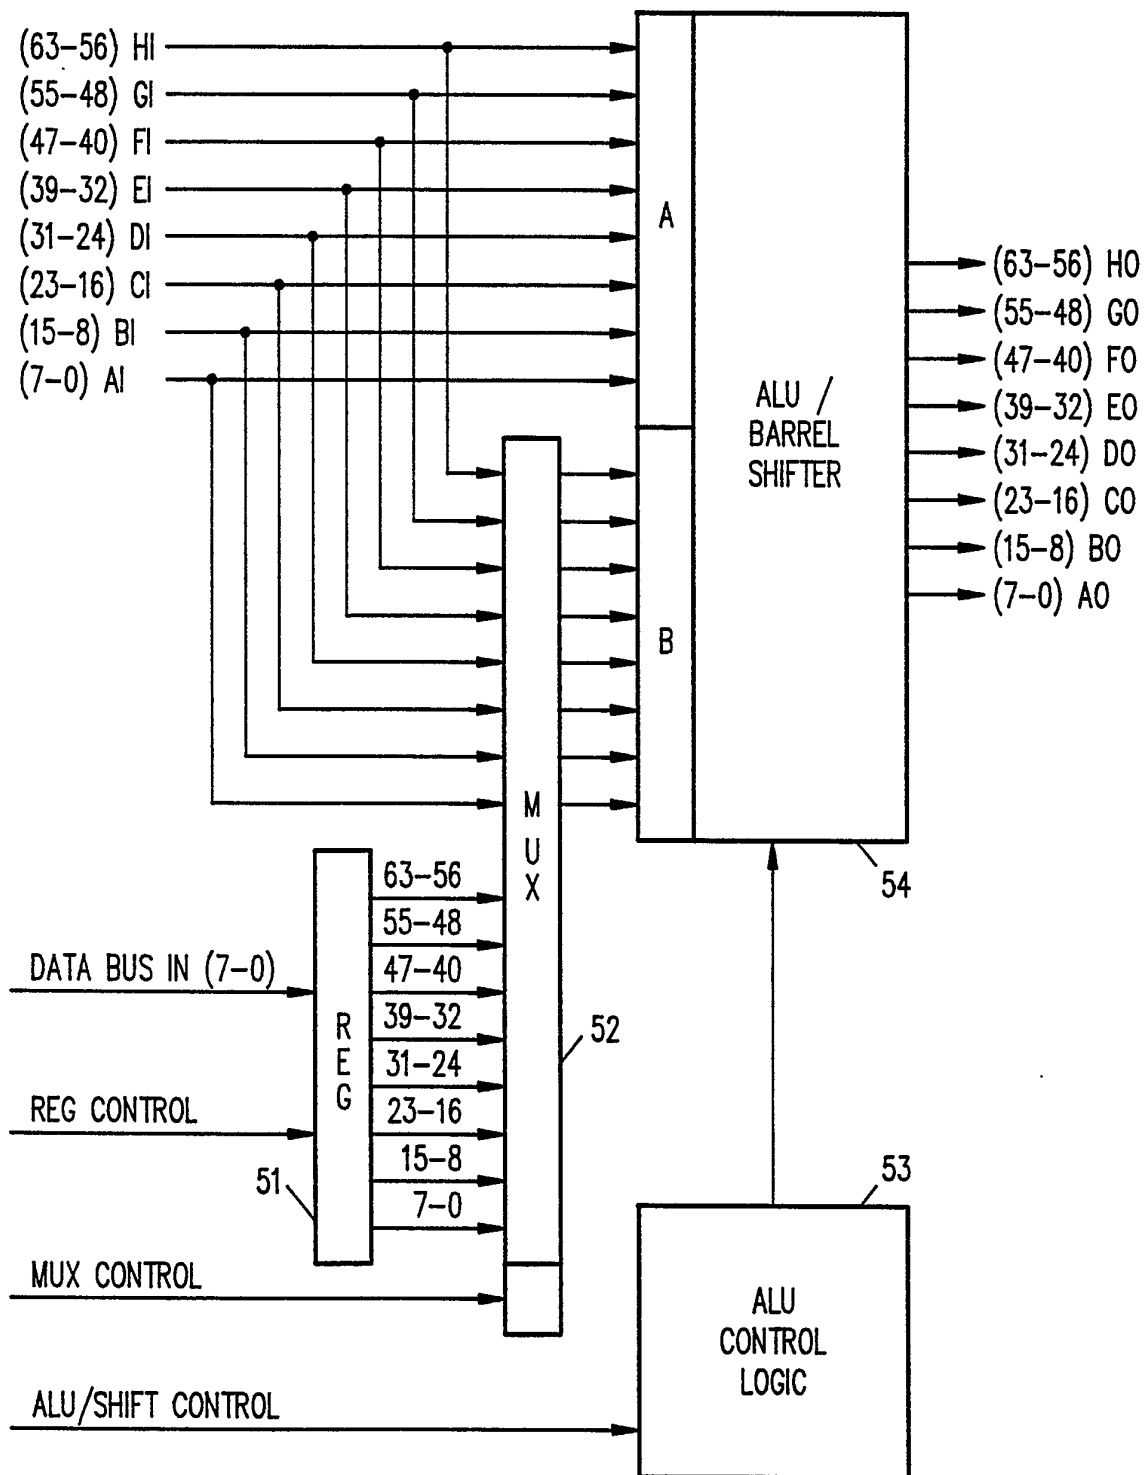 (63-56) HI
(55-48) GI
(47-40) FI
(39-32) EI
(31-24) DI
(23-16) CI
(15-8) BI
(7-0) AI
A
B
ALU /
BARREL
SHIFTER
(63-56) HO
(55-48) GO
(47-40) FO
(39-32) EO
(31-24) DO
(23-16) CO
(15-8) BO
(7-0) AO
54
MUX
52
DATA BUS IN (7-0)
REG CONTROL
REG
51
63-56
55-48
47-40
39-32
31-24
23-16
15-8
7-0
MUX CONTROL
ALU/SHIFT CONTROL
53
ALU
CONTROL
LOGIC